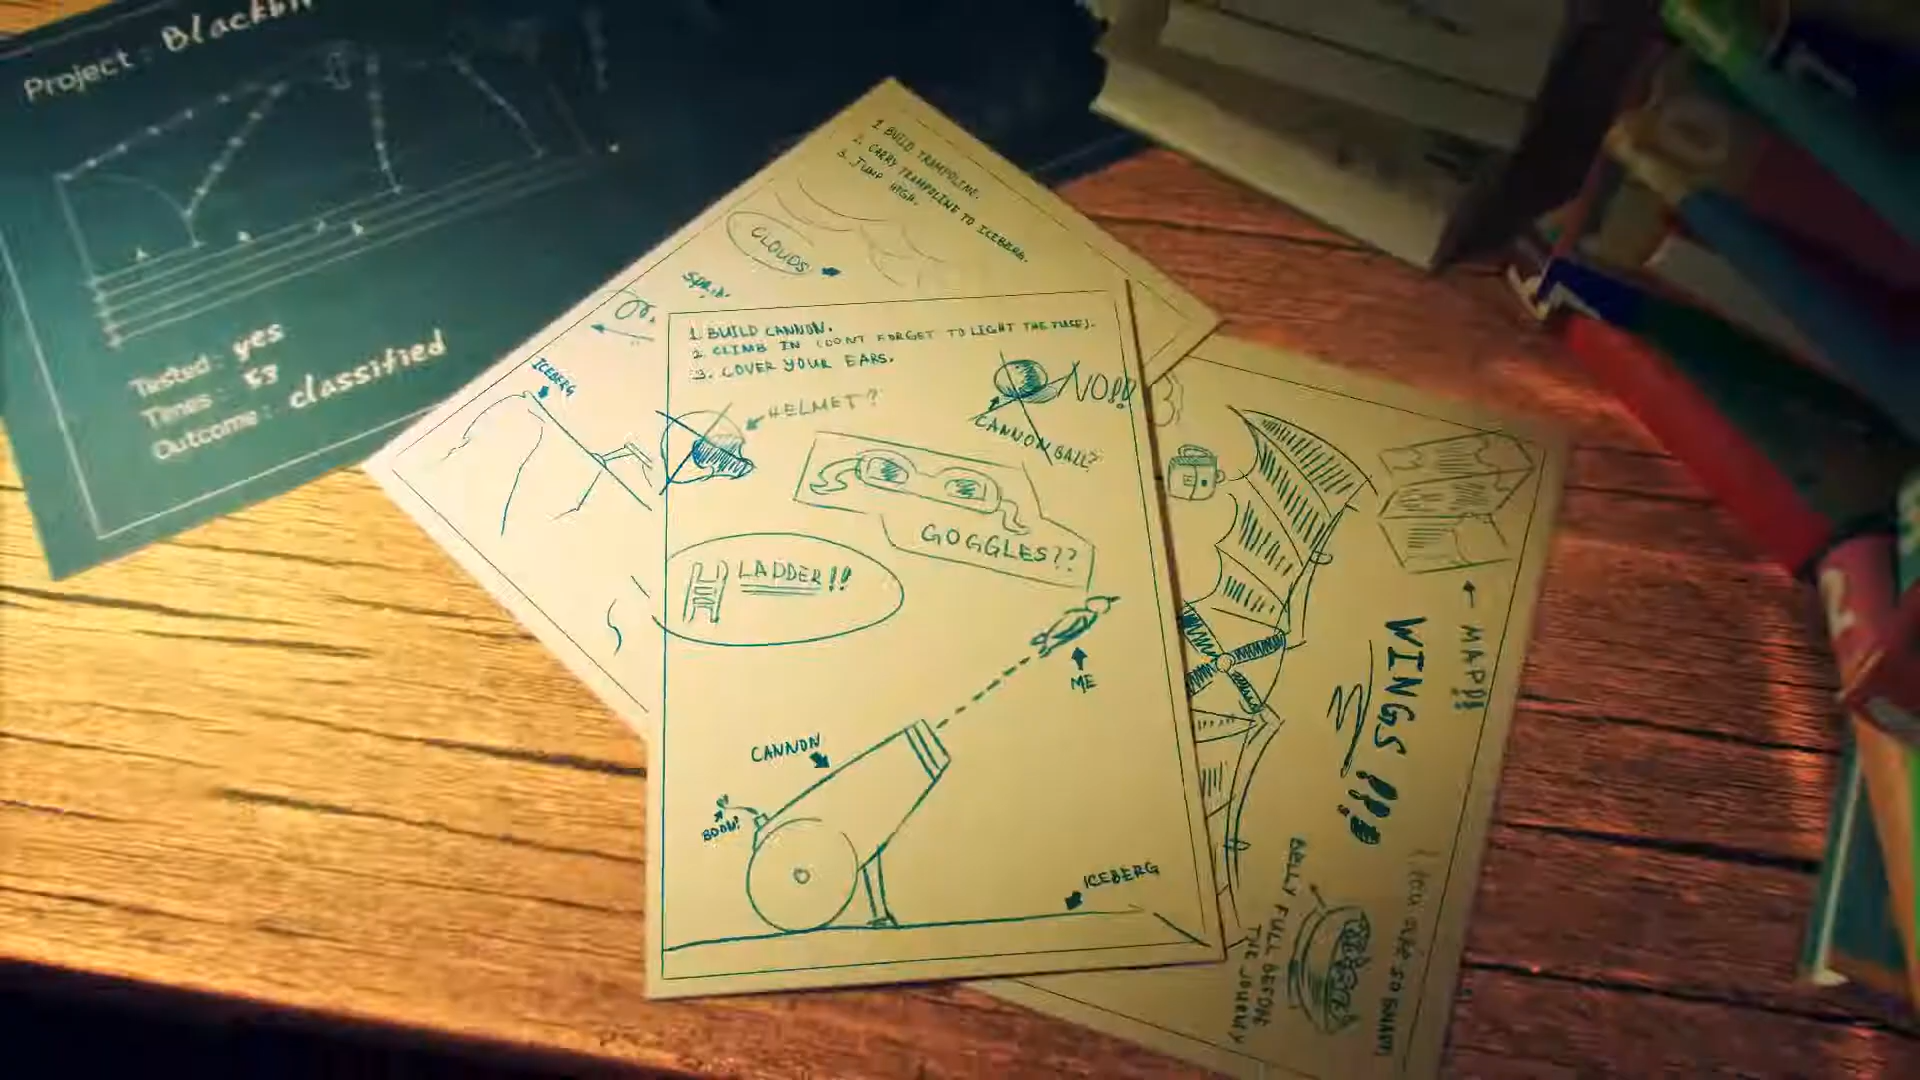 Project: Blackbi
Tested: yes
Times: 53
Outcome: classified
1 BUILD TRAMPOLINE.
2. CARRY TRAMPOLINE TO ICEBERG.
3. JUMP HIGH.
CLOUDS
ICEBERG
1. BUILD CANNON.
2. CLIMB IN (DONT FORGET TO LIGHT THE FUSE).
3. COVER YOUR EARS.
HELMET?
NO!!
CANNON BALL?
GOGGLES??
LADDER!!
ME
CANNON
BOOM!
ICEBERG
MAP!!
WINGS!!!
BELLY FULL BEFORE
THE JOURNEY